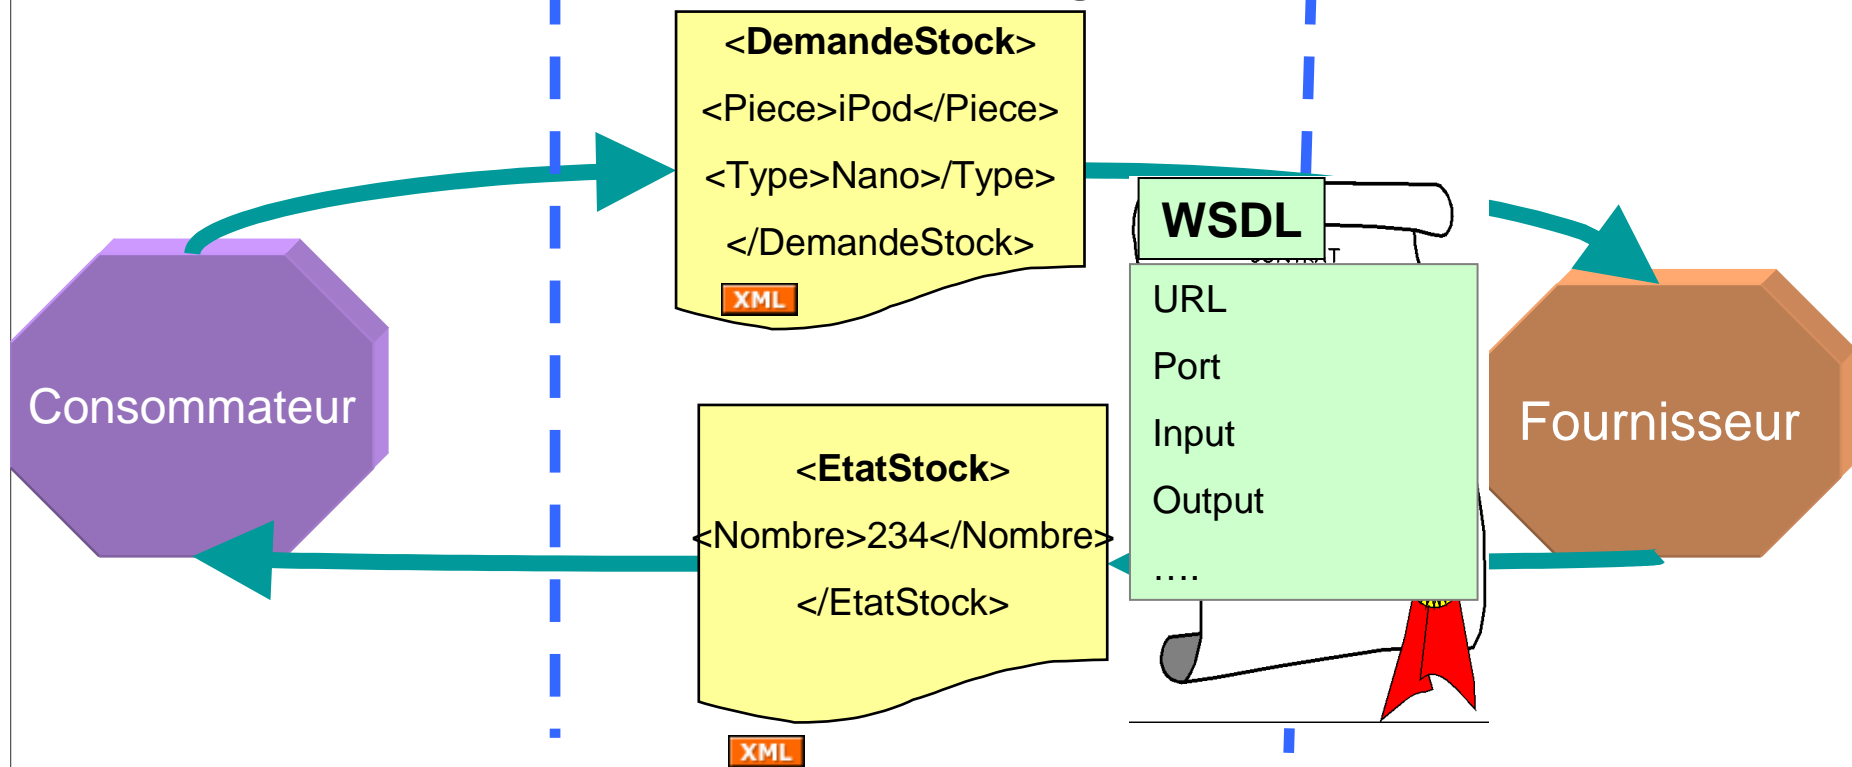 <DemandeStock>
<Piece>iPod</Piece>
<Type>Nano>/Type>
</DemandeStock>
XML
WSDL
URL
Port
Input
Output
....
Consommateur
Fournisseur
<EtatStock>
<Nombre>234</Nombre>
</EtatStock>
XML